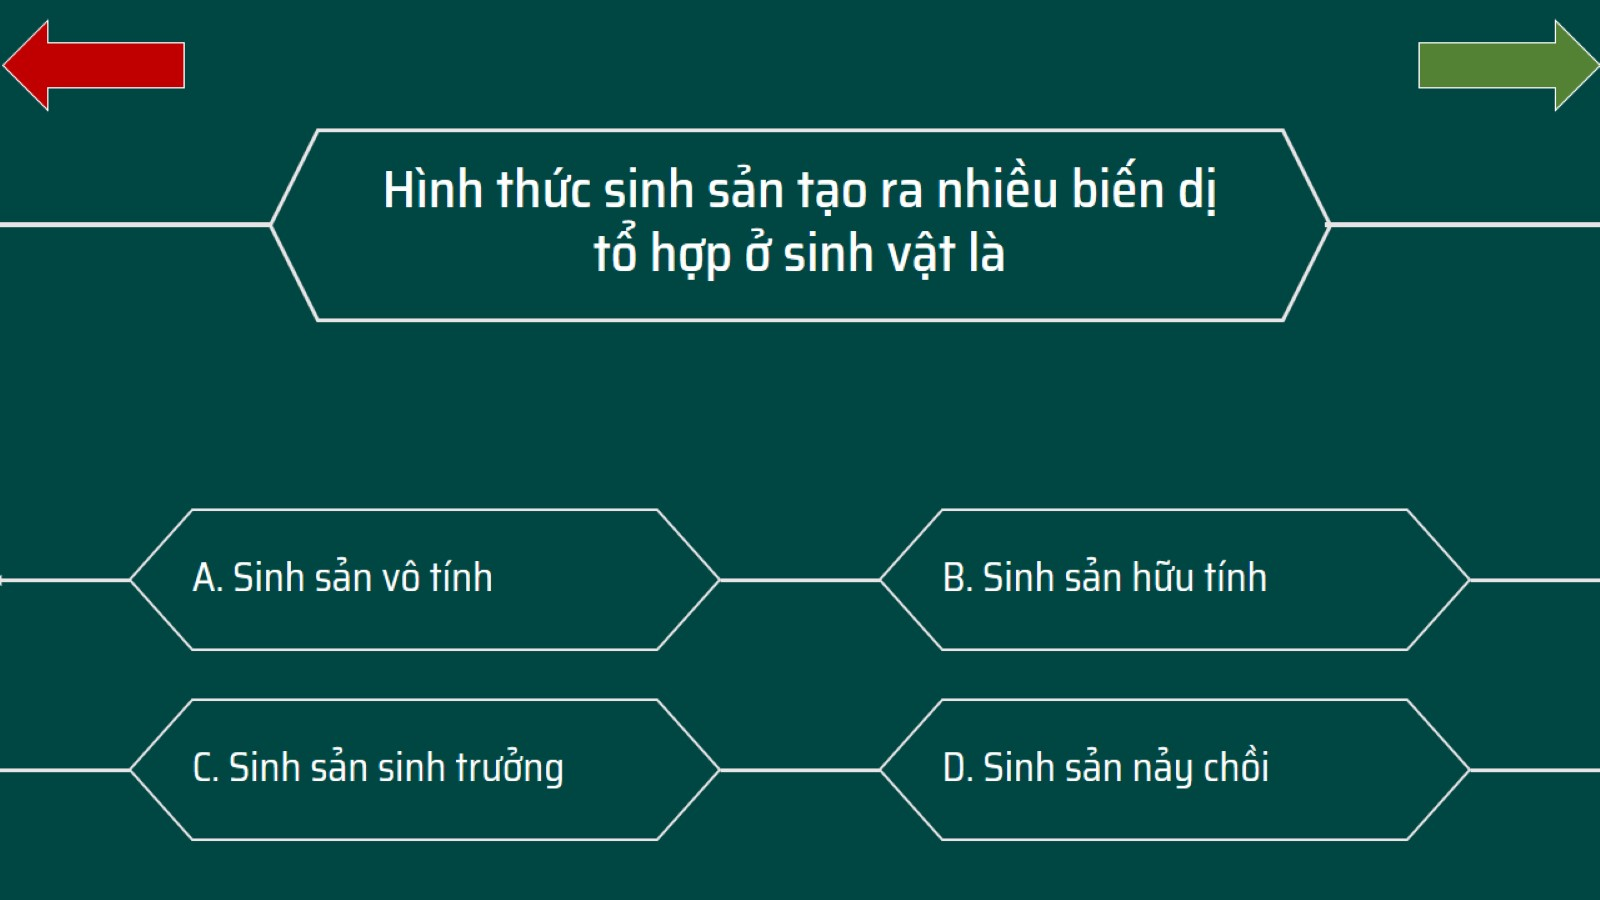 Hình thức sinh sản tạo ra nhiều biến dị
tổ hợp ở sinh vật là
A. Sinh sản vô tính
B. Sinh sản hữu tính
C. Sinh sản sinh trưởng
D. Sinh sản nảy chồi